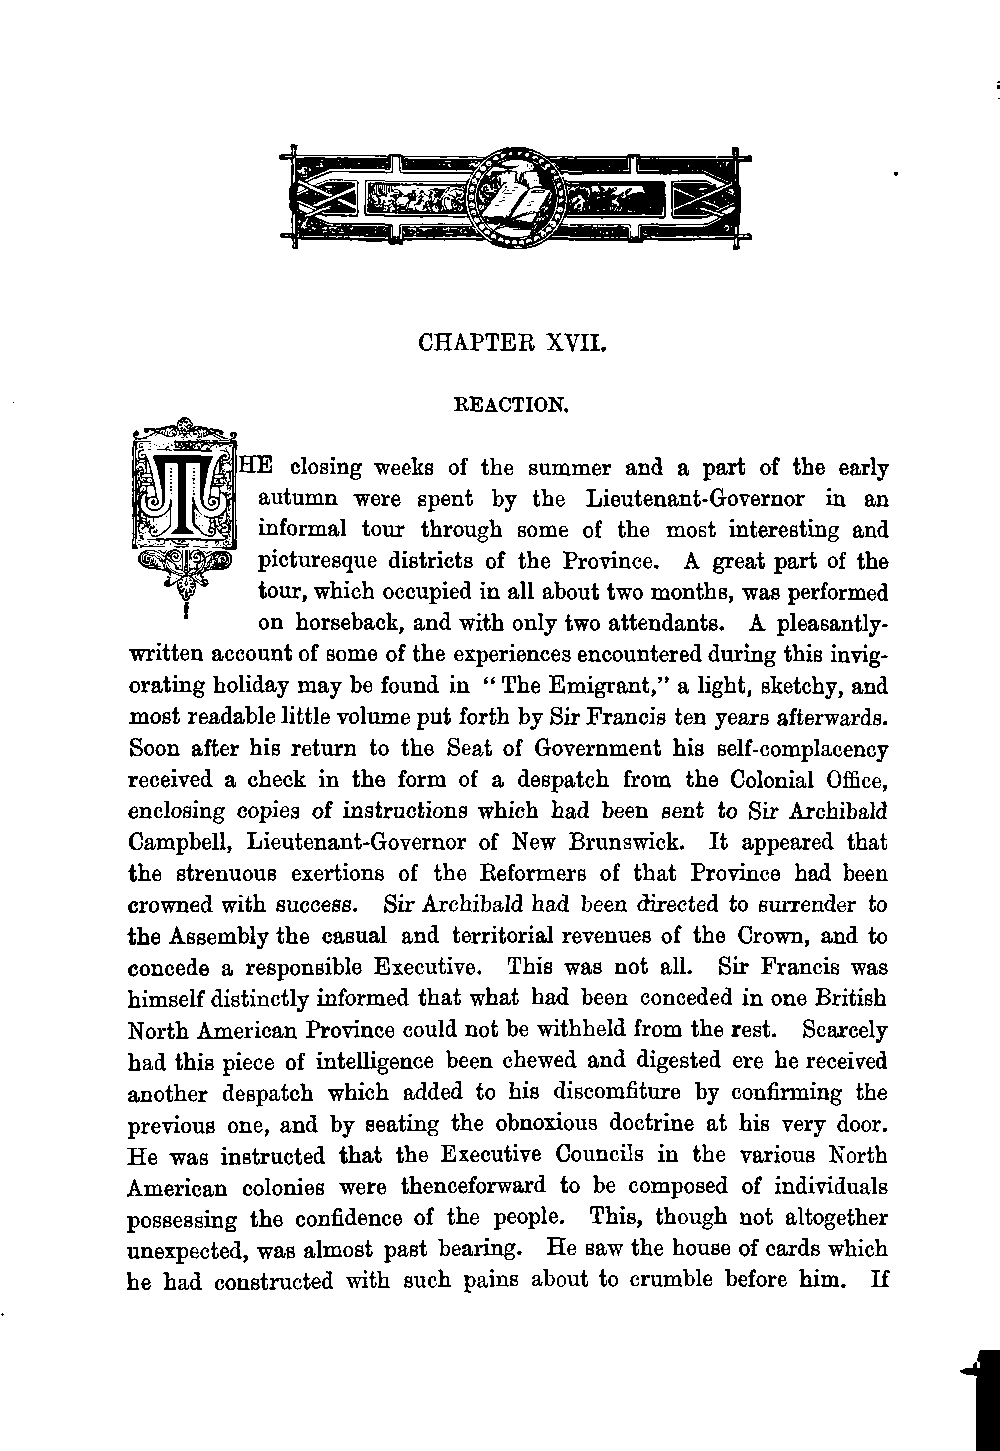 CHAPTER XVII.
REACTION.
THE closing weeks of the summer and a part of the early
autumn were spent by the Lieutenant-Governor in an
informal tour through some of the most interesting and
picturesque districts of the Province. A great part of the
tour, which occupied in all about two months, was performed
on horseback, and with only two attendants. A pleasantly-
written account of some of the experiences encountered during this invig-
orating holiday may be found in “The Emigrant,” a light, sketchy, and
most readable little volume put forth by Sir Francis ten years afterwards.
Soon after his return to the Seat of Government his self-complacency
received a check in the form of a despatch from the Colonial Office,
enclosing copies of instructions which had been sent to Sir Archibald
Campbell, Lieutenant-Governor of New Brunswick. It appeared that
the strenuous exertions of the Reformers of that Province had been
crowned with success. Sir Archibald had been directed to surrender to
the Assembly the casual and territorial revenues of the Crown, and to
concede a responsible Executive. This was not all. Sir Francis was
himself distinctly informed that what had been conceded in one British
North American Province could not be withheld from the rest. Scarcely
had this piece of intelligence been chewed and digested ere he received
another despatch which added to his discomfiture by confirming the
previous one, and by seating the obnoxious doctrine at his very door.
He was instructed that the Executive Councils in the various North
American colonies were thenceforward to be composed of individuals
possessing the confidence of the people. This, though not altogether
unexpected, was almost past bearing. He saw the house of cards which
he had constructed with such pains about to crumble before him. If